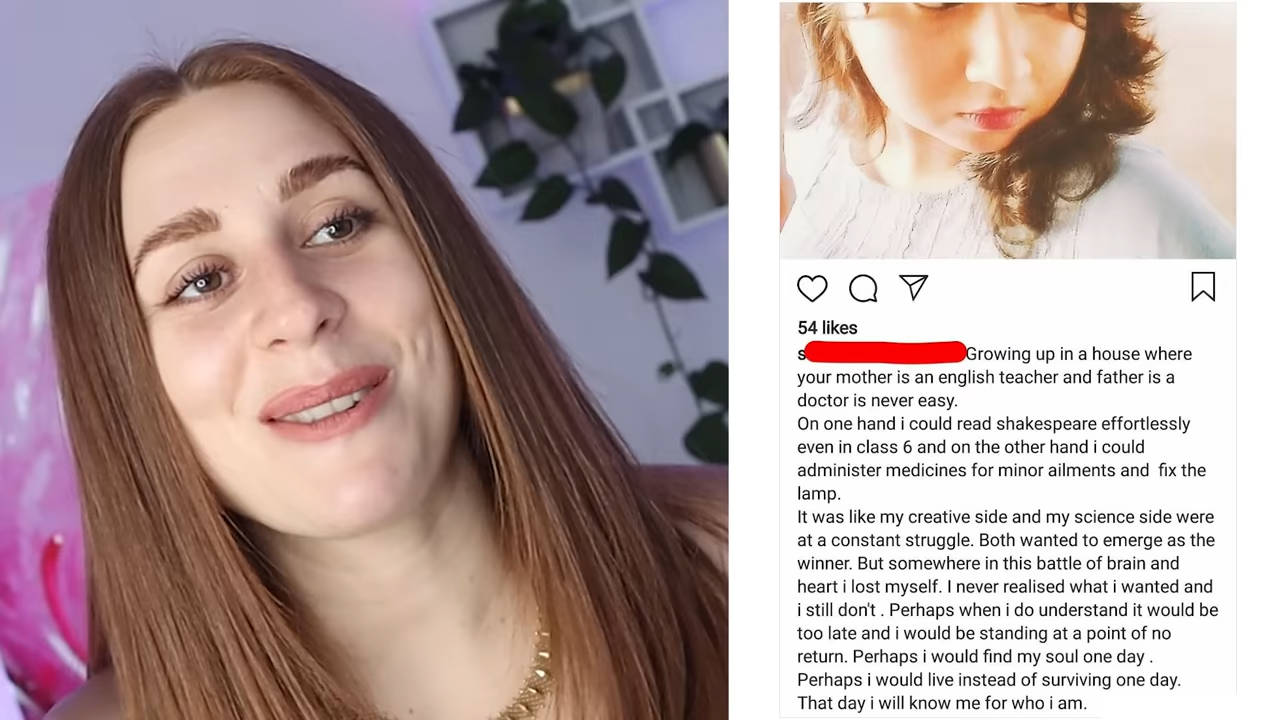 54 likes
s Growing up in a house where
your mother is an english teacher and father is a
doctor is never easy.
On one hand i could read shakespeare effortlessly
even in class 6 and on the other hand i could
administer medicines for minor ailments and  fix the
lamp.
It was like my creative side and my science side were
at a constant struggle. Both wanted to emerge as the
winner. But somewhere in this battle of brain and
heart i lost myself. I never realised what i wanted and
i still don't . Perhaps when i do understand it would be
too late and i would be standing at a point of no
return. Perhaps i would find my soul one day .
Perhaps i would live instead of surviving one day.
That day i will know me for who i am.